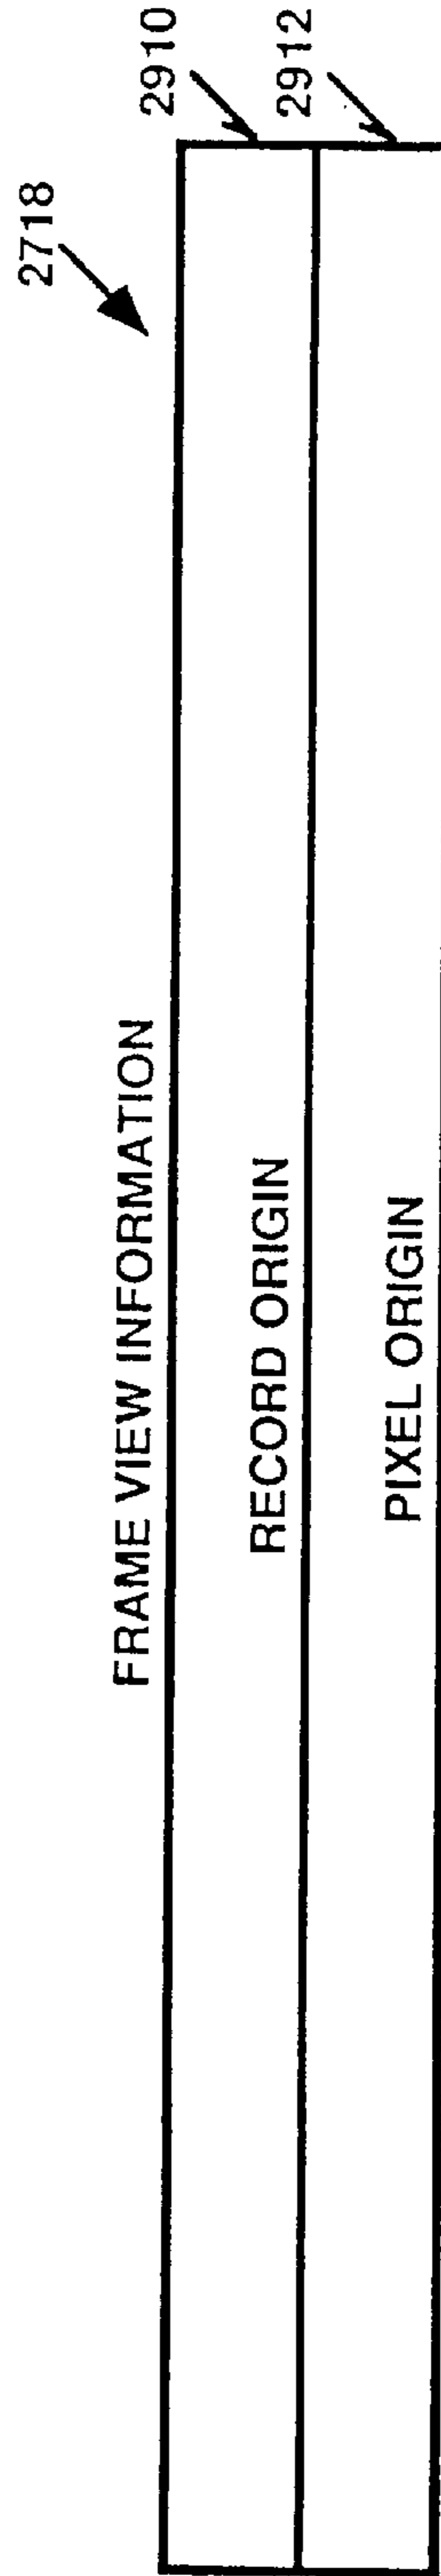 2718
FRAME VIEW INFORMATION
RECORD ORIGIN
2910
PIXEL ORIGIN
2912